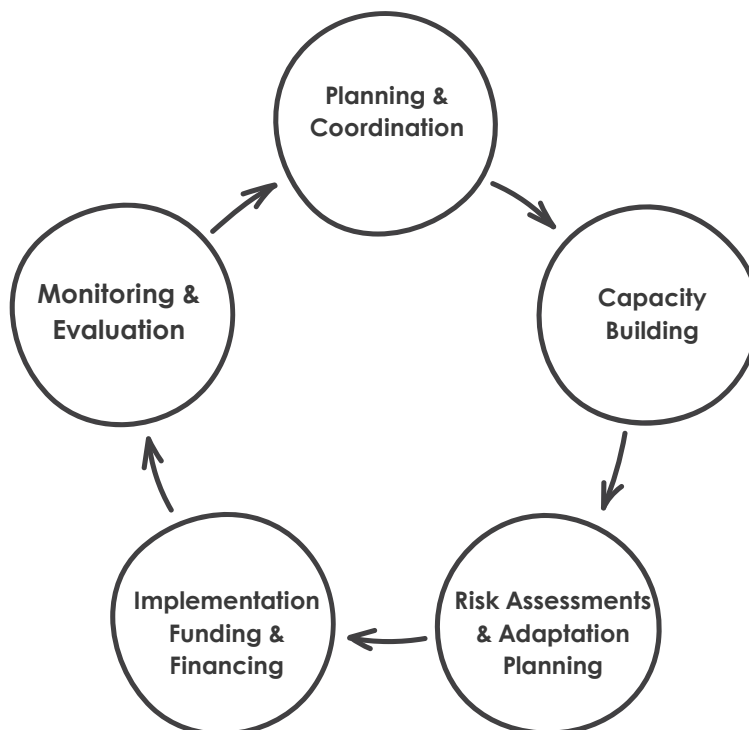 Planning &
Coordination
Capacity
Building
Risk Assessments
& Adaptation
Planning
Implementation
Funding &
Financing
Monitoring &
Evaluation